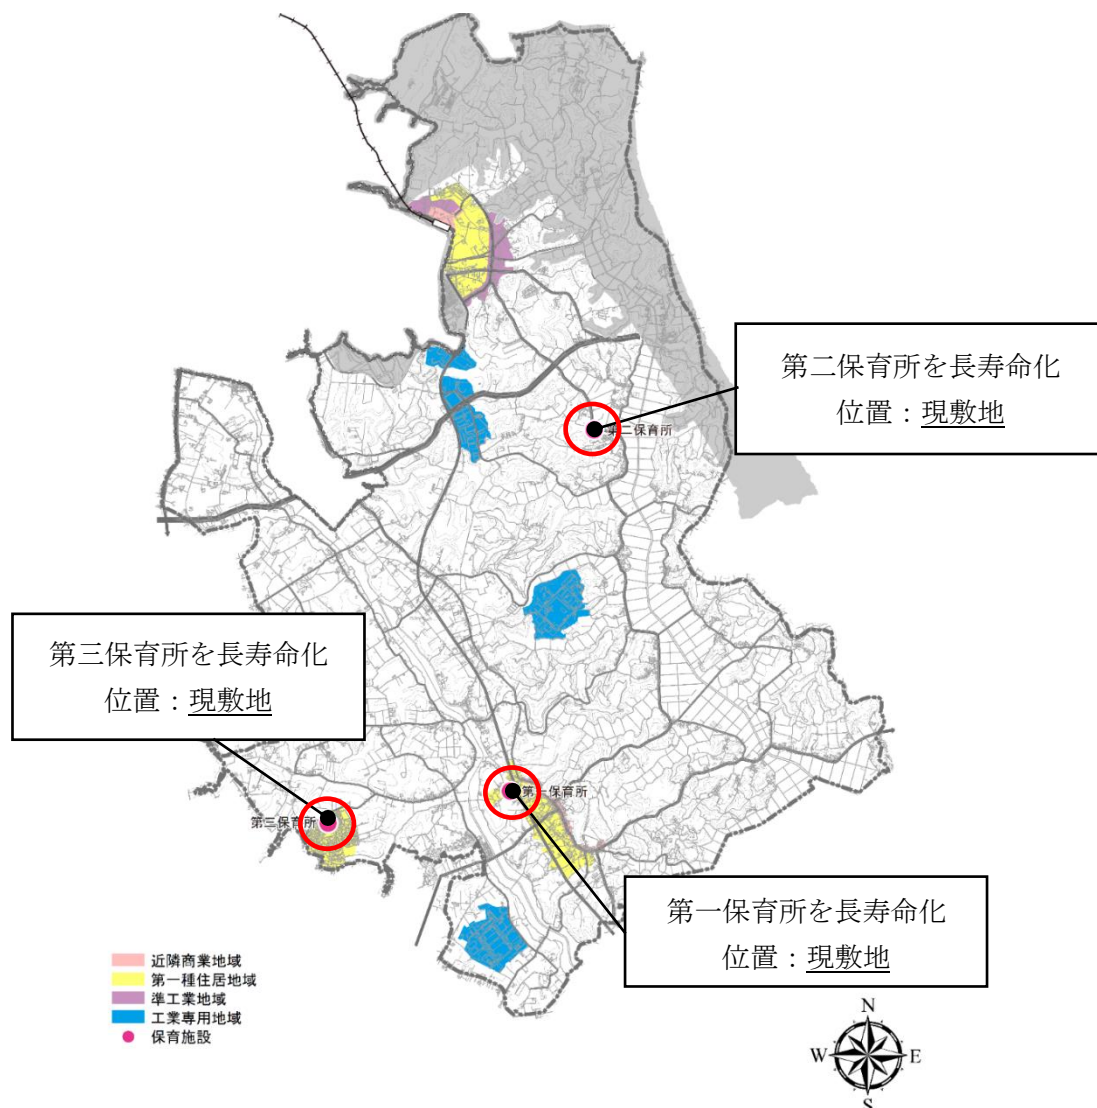 第二保育所を長寿命化
位置：現敷地
第二保育所
第三保育所を長寿命化
位置：現敷地
第一保育所
第三保育所
第一保育所を長寿命化
位置：現敷地
近隣商業地域
第一種住居地域
準工業地域
工業専用地域
保育施設
N
W
E
S